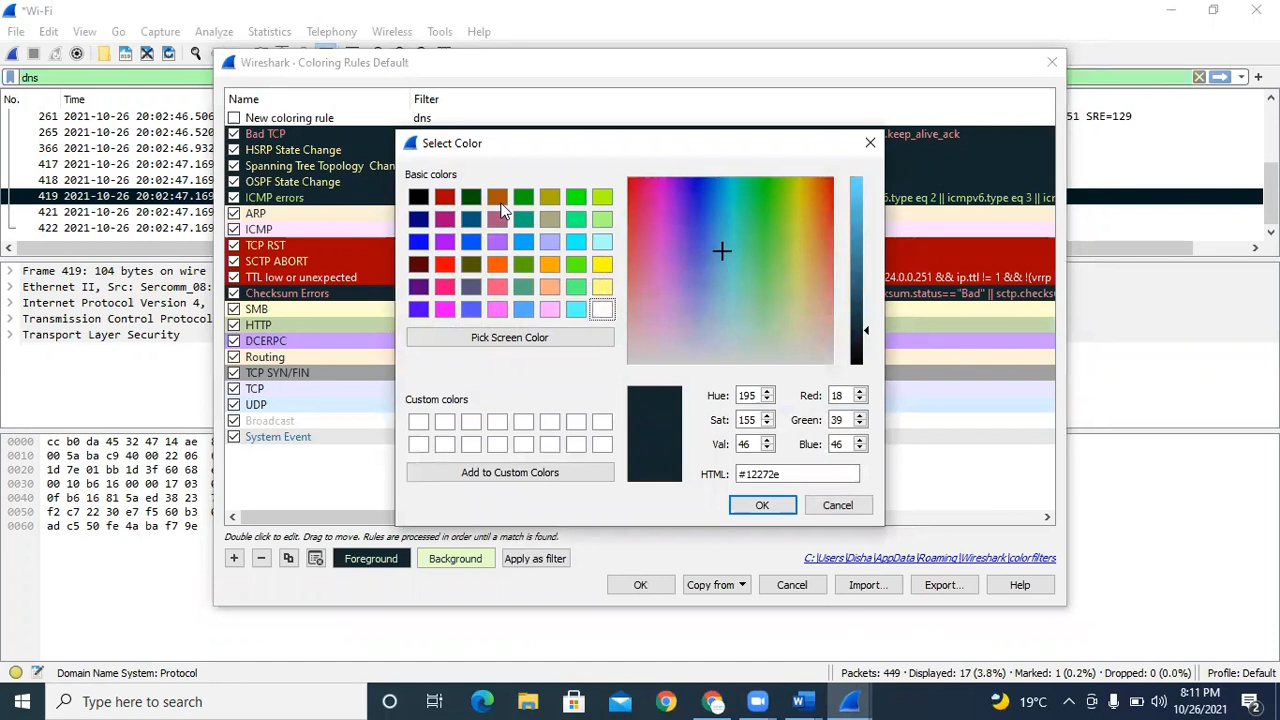 *Wi-Fi
File Edit View Go Capture Analyze Statistics Telephony Wireless Tools Help
Wireshark · Coloring Rules Default
dns
No. Time
Name Filter
261 2021-10-26 20:02:46.506 51 SRE=129
New coloring rule dns
265 2021-10-26 20:02:46.509
Bad TCP .keep_alive_ack
366 2021-10-26 20:02:46.932
HSRP State Change
417 2021-10-26 20:02:47.169
Spanning Tree Topology Chan
418 2021-10-26 20:02:47.169
OSPF State Change
419 2021-10-26 20:02:47.169
ICMP errors 6.type eq 2 || icmpv6.type eq 3 || icmpv
421 2021-10-26 20:02:47.169
ARP
422 2021-10-26 20:02:47.169
ICMP
TCP RST
SCTP ABORT
TTL low or unexpected 24.0.0.251 && ip.ttl != 1 && !(vrrp
Checksum Errors sum.status=="Bad" || sctp.checks
SMB
HTTP
DCERPC
Routing
TCP SYN/FIN
TCP
UDP
Broadcast
System Event
Frame 419: 104 bytes on wire
Ethernet II, Src: Sercomm_08:
Internet Protocol Version 4,
Transmission Control Protocol
Transport Layer Security
0000 cc b0 da 45 32 47 14 ae 8
0010 00 5a ba c9 40 00 22 06
0020 1d 7e 01 bb 1d 3f 60 68
0030 00 10 b6 16 00 00 17 03
0040 0f b6 16 81 5a ed 38 23
0050 f2 c7 22 30 e7 f5 60 b3
0060 ad c5 50 fe 4a ba f7 9e
Select Color
Basic colors
Pick Screen Color
Custom colors
Add to Custom Colors
Hue: 195 Red: 18
Sat: 155 Green: 39
Val: 46 Blue: 46
HTML: #12272e
OK Cancel
Double click to edit. Drag to move. Rules are processed in order until a match is found.
Foreground Background Apply as filter C:\Users\Disha\AppData\Roaming\Wireshark\colorfilters
OK Copy from Cancel Import... Export... Help
Domain Name System: Protocol Packets: 449 · Displayed: 17 (3.8%) · Marked: 1 (0.2%) · Dropped: 0 (0.0%) Profile: Default
Type here to search 19°C 8:11 PM
10/26/2021
2